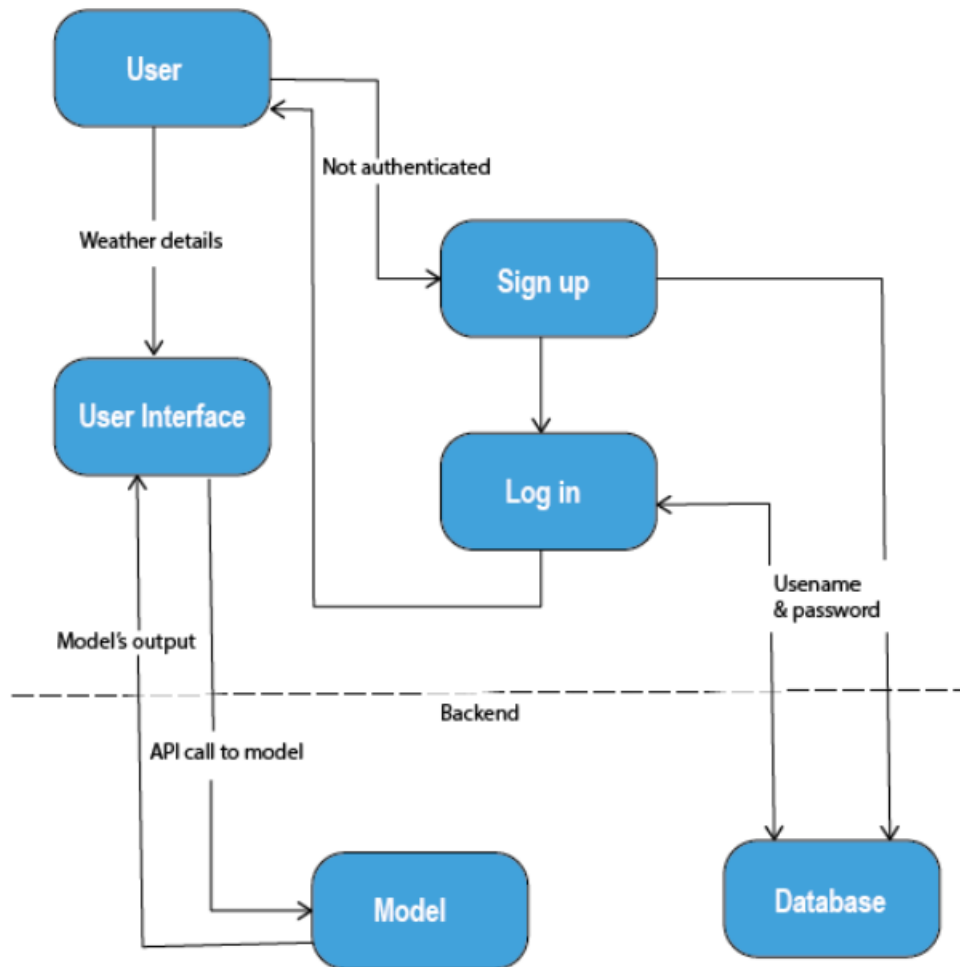 User
Not authenticated
Weather details
Sign up
User Interface
Log in
Usename
& password
Model's output
Backend
API call to model
Model
Database